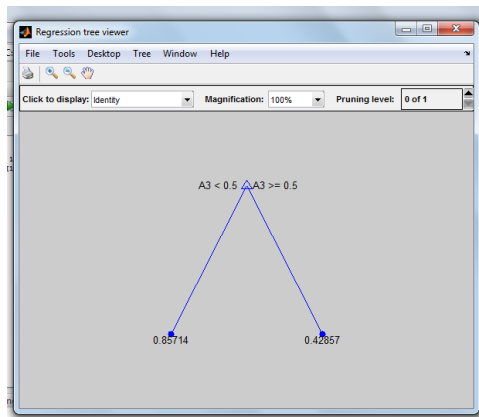 Regression tree viewer
File Tools Desktop Tree Window Help
Click to display: Identity Magnification: 100% Pruning level: 0 of 1
A3 < 0.5 A3 >= 0.5
0.85714 0.42857